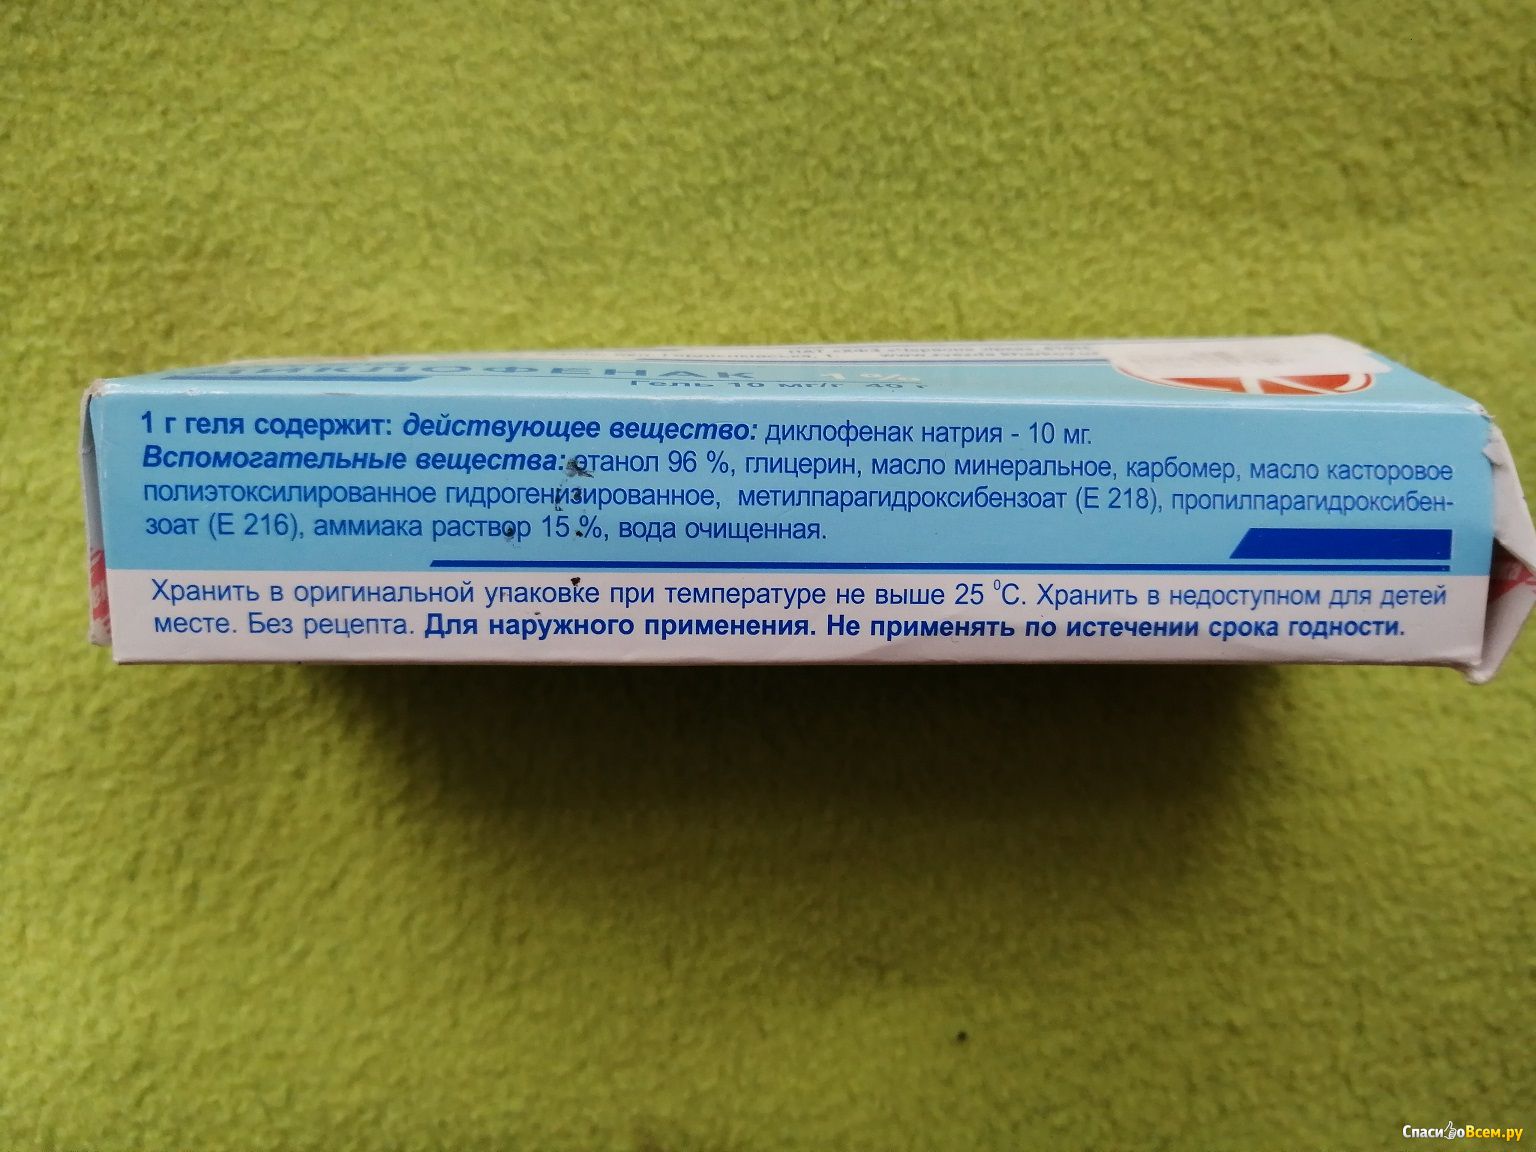 ДИКЛОФЕНАК 1%
Гель 10 мг/г 40 г
1 г геля содержит: действующее вещество: диклофенак натрия - 10 мг.
Вспомогательные вещества: этанол 96 %, глицерин, масло минеральное, карбомер, масло касторовое
полиэтоксилированное гидрогенизированное, метилпарагидроксибензоат (Е 218), пропилпарагидроксибен-
зоат (Е 216), аммиака раствор 15 %, вода очищенная.
Хранить в оригинальной упаковке при температуре не выше 25 ⁰С. Хранить в недоступном для детей
месте. Без рецепта. Для наружного применения. Не применять по истечении срока годности.
СпасибоВсем.ру